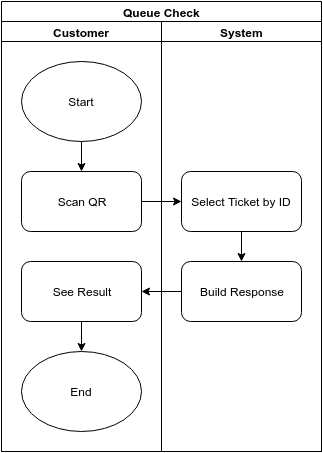 Queue Check
Customer
System
Start
Scan QR
Select Ticket by ID
See Result
Build Response
End